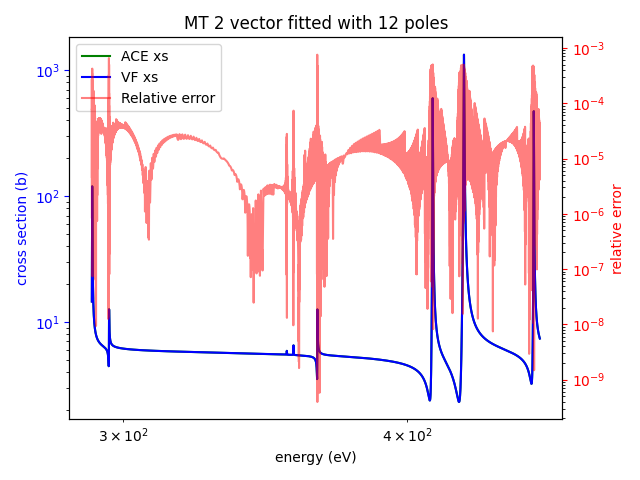 MT 2 vector fitted with 12 poles
ACE xs
VF xs
Relative error
cross section (b)
10³
10²
10¹
relative error
10⁻³
10⁻⁴
10⁻⁵
10⁻⁶
10⁻⁷
10⁻⁸
10⁻⁹
3 × 10²
4 × 10²
energy (eV)